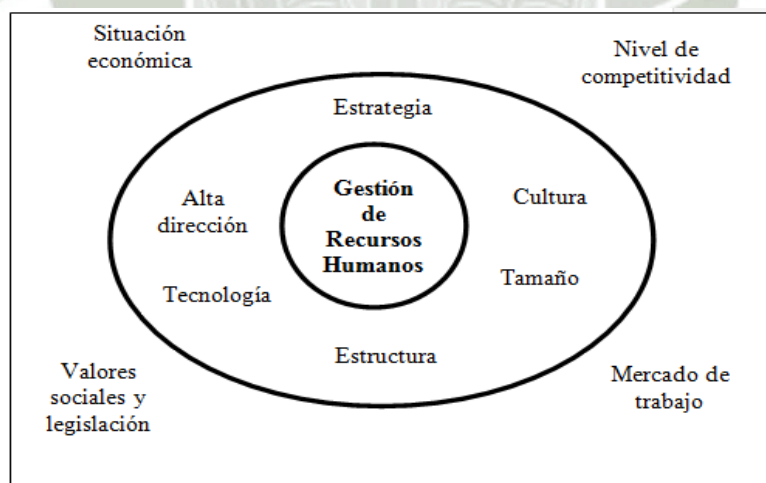 Situación
económica
Nivel de
competitividad
Estrategia
Gestión
de
Recursos
Humanos
Alta
dirección
Cultura
Tecnología
Tamaño
Estructura
Valores
sociales y
legislación
Mercado de
trabajo